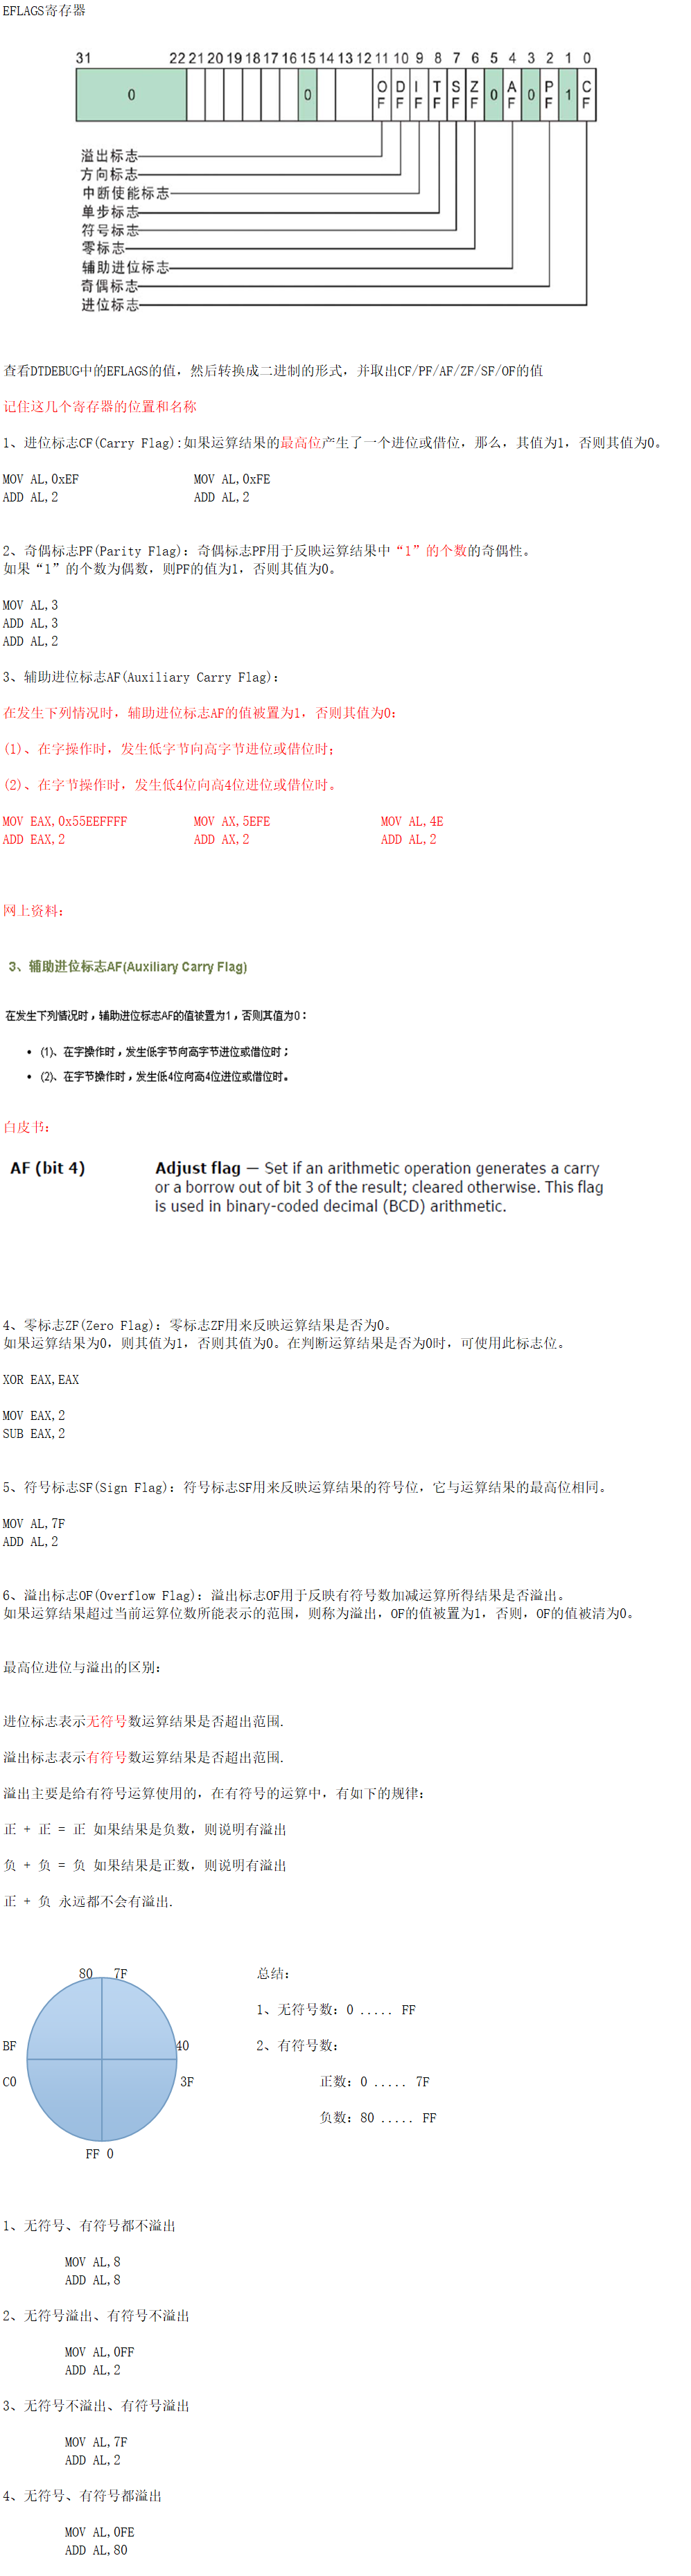 EFLAGS寄存器
31 22 21 20 19 18 17 16 15 14 13 12 11 10 9 8 7 6 5 4 3 2 1 0
0 0 OF DF IF TF SF ZF 0 AF 0 PF 1 CF
溢出标志
方向标志
中断使能标志
单步标志
符号标志
零标志
辅助进位标志
奇偶标志
进位标志
查看DTDEBUG中的EFLAGS的值，然后转换成二进制的形式，并取出CF/PF/AF/ZF/SF/OF的值
记住这几个寄存器的位置和名称
1、进位标志CF(Carry Flag):如果运算结果的最高位产生了一个进位或借位，那么，其值为1，否则其值为0。
MOV AL,0xEF MOV AL,0xFE
ADD AL,2 ADD AL,2
2、奇偶标志PF(Parity Flag)：奇偶标志PF用于反映运算结果中“1”的个数的奇偶性。
如果“1”的个数为偶数，则PF的值为1，否则其值为0。
MOV AL,3
ADD AL,3
ADD AL,2
3、辅助进位标志AF(Auxiliary Carry Flag)：
在发生下列情况时，辅助进位标志AF的值被置为1，否则其值为0：
(1)、在字操作时，发生低字节向高字节进位或借位时；
(2)、在字节操作时，发生低4位向高4位进位或借位时。
MOV EAX,0x55EEFFFF MOV AX,5EFE MOV AL,4E
ADD EAX,2 ADD AX,2 ADD AL,2
网上资料：
3、辅助进位标志AF(Auxiliary Carry Flag)
在发生下列情况时，辅助进位标志AF的值被置为1，否则其值为0：
• (1)、在字操作时，发生低字节向高字节进位或借位时；
• (2)、在字节操作时，发生低4位向高4位进位或借位时。
白皮书：
AF (bit 4) Adjust flag — Set if an arithmetic operation generates a carry
or a borrow out of bit 3 of the result; cleared otherwise. This flag
is used in binary-coded decimal (BCD) arithmetic.
4、零标志ZF(Zero Flag)：零标志ZF用来反映运算结果是否为0。
如果运算结果为0，则其值为1，否则其值为0。在判断运算结果是否为0时，可使用此标志位。
XOR EAX,EAX
MOV EAX,2
SUB EAX,2
5、符号标志SF(Sign Flag)：符号标志SF用来反映运算结果的符号位，它与运算结果的最高位相同。
MOV AL,7F
ADD AL,2
6、溢出标志OF(Overflow Flag)：溢出标志OF用于反映有符号数加减运算所得结果是否溢出。
如果运算结果超过当前运算位数所能表示的范围，则称为溢出，OF的值被置为1，否则，OF的值被清为0。
最高位进位与溢出的区别：
进位标志表示无符号数运算结果是否超出范围.
溢出标志表示有符号数运算结果是否超出范围.
溢出主要是给有符号运算使用的，在有符号的运算中，有如下的规律：
正 + 正 = 正 如果结果是负数，则说明有溢出
负 + 负 = 负 如果结果是正数，则说明有溢出
正 + 负 永远都不会有溢出.
80 7F 总结：
1、无符号数：0 ..... FF
BF 40 2、有符号数：
C0 3F 正数：0 ..... 7F
负数：80 ..... FF
FF 0
1、无符号、有符号都不溢出
MOV AL,8
ADD AL,8
2、无符号溢出、有符号不溢出
MOV AL,0FF
ADD AL,2
3、无符号不溢出、有符号溢出
MOV AL,7F
ADD AL,2
4、无符号、有符号都溢出
MOV AL,0FE
ADD AL,80